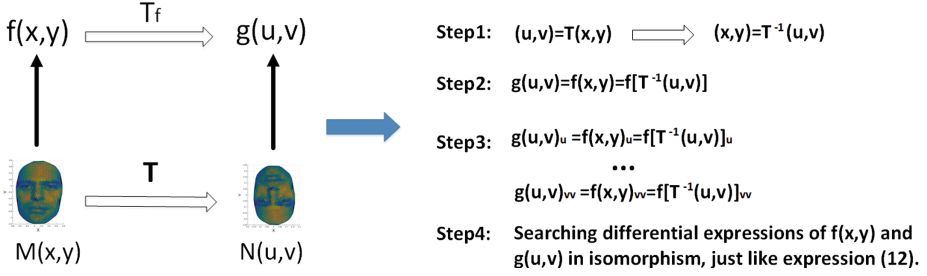 T_f
f(x,y) g(u,v)
T
M(x,y) N(u,v)
Step1: (u,v)=T(x,y) (x,y)=T⁻¹(u,v)
Step2: g(u,v)=f(x,y)=f[T⁻¹(u,v)]
Step3: g(u,v)ᵤ=f(x,y)ᵤ=f[T⁻¹(u,v)]ᵤ
•••
g(u,v)ᵥᵥ=f(x,y)ᵥᵥ=f[T⁻¹(u,v)]ᵥᵥ
Step4: Searching differential expressions of f(x,y) and
g(u,v) in isomorphism, just like expression (12).